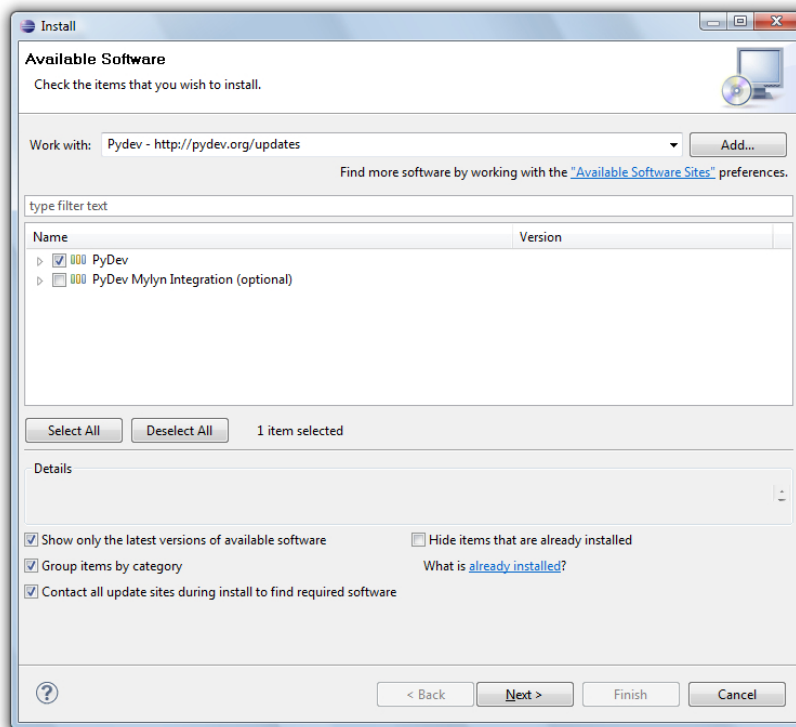 Install
Available Software
Check the items that you wish to install.
Work with: Pydev - http://pydev.org/updates Add...
Find more software by working with the "Available Software Sites" preferences.
type filter text
Name Version
PyDev
PyDev Mylyn Integration (optional)
Select All Deselect All 1 item selected
Details
Show only the latest versions of available software Hide items that are already installed
Group items by category What is already installed?
Contact all update sites during install to find required software
? < Back Next > Finish Cancel